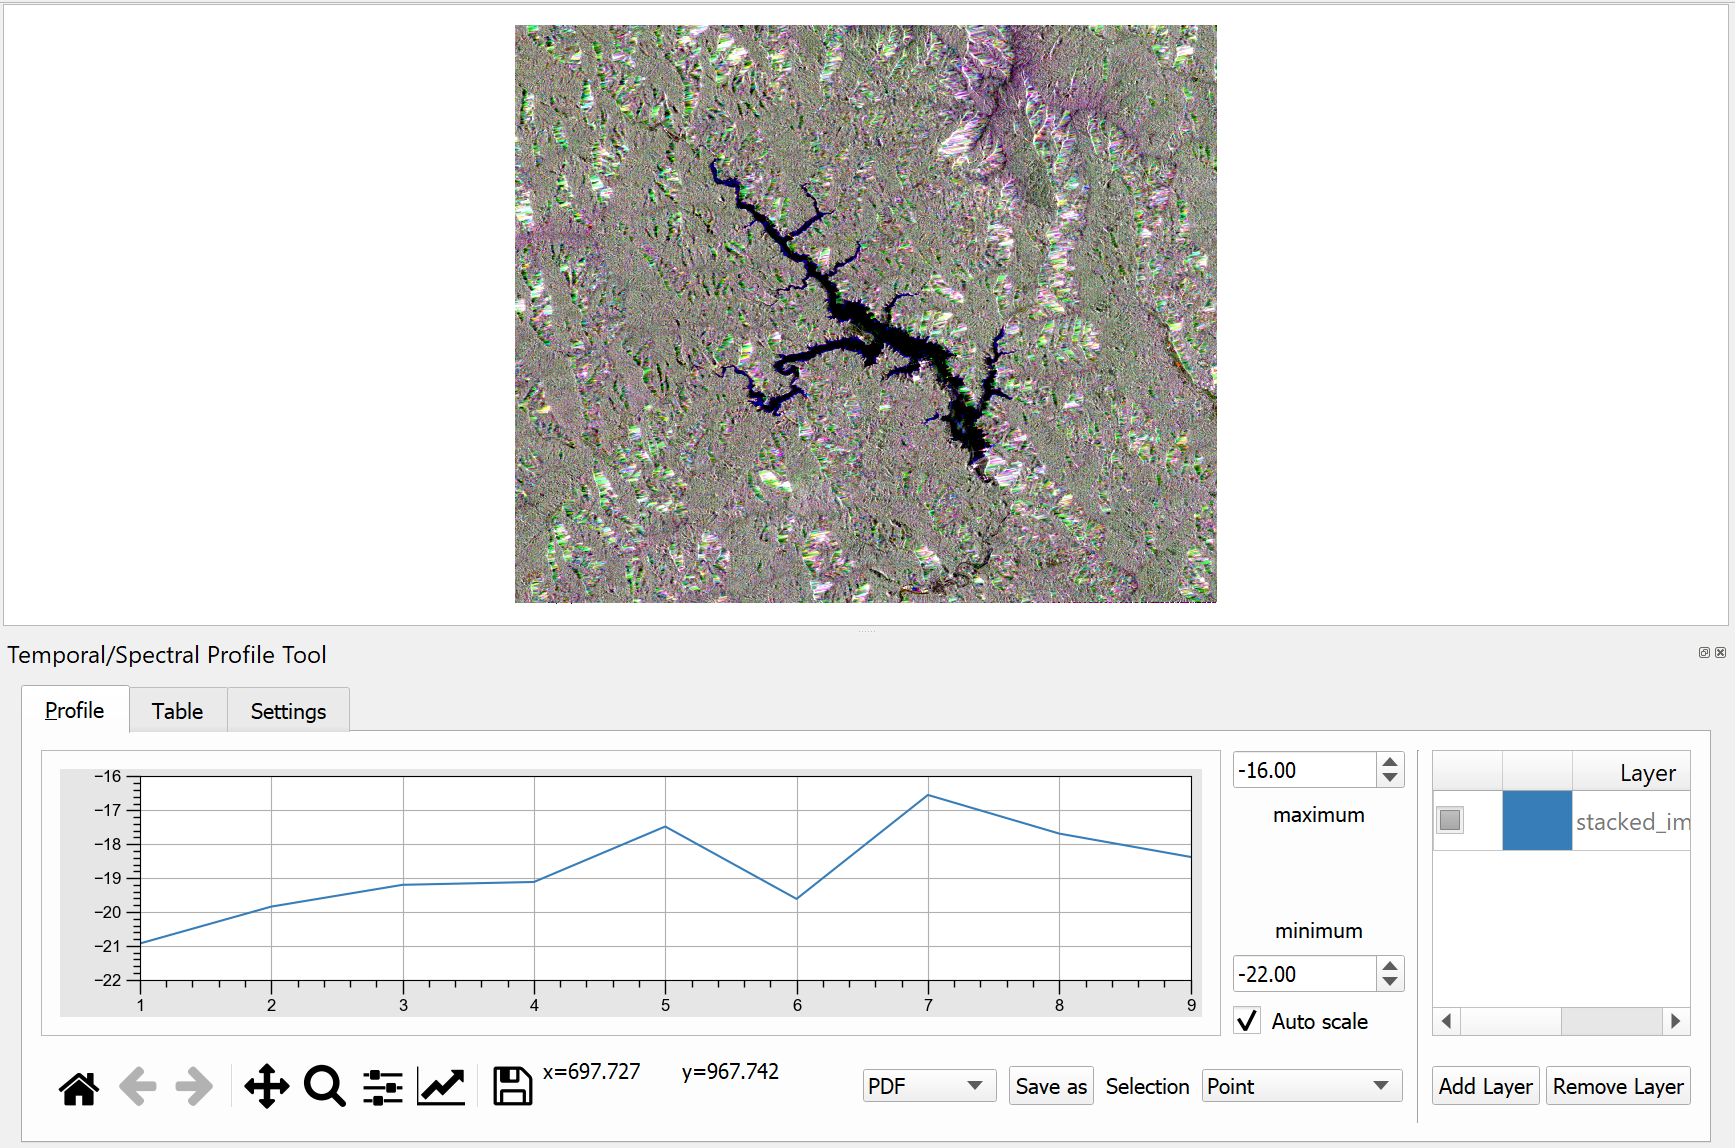 Temporal/Spectral Profile Tool
Profile
Table
Settings
−16
−17
−18
−19
−20
−21
−22
1 2 3 4 5 6 7 8 9
-16.00
maximum
minimum
-22.00
Auto scale
Layer
stacked_im
x=697.727 y=967.742
PDF
Save as
Selection
Point
Add Layer
Remove Layer